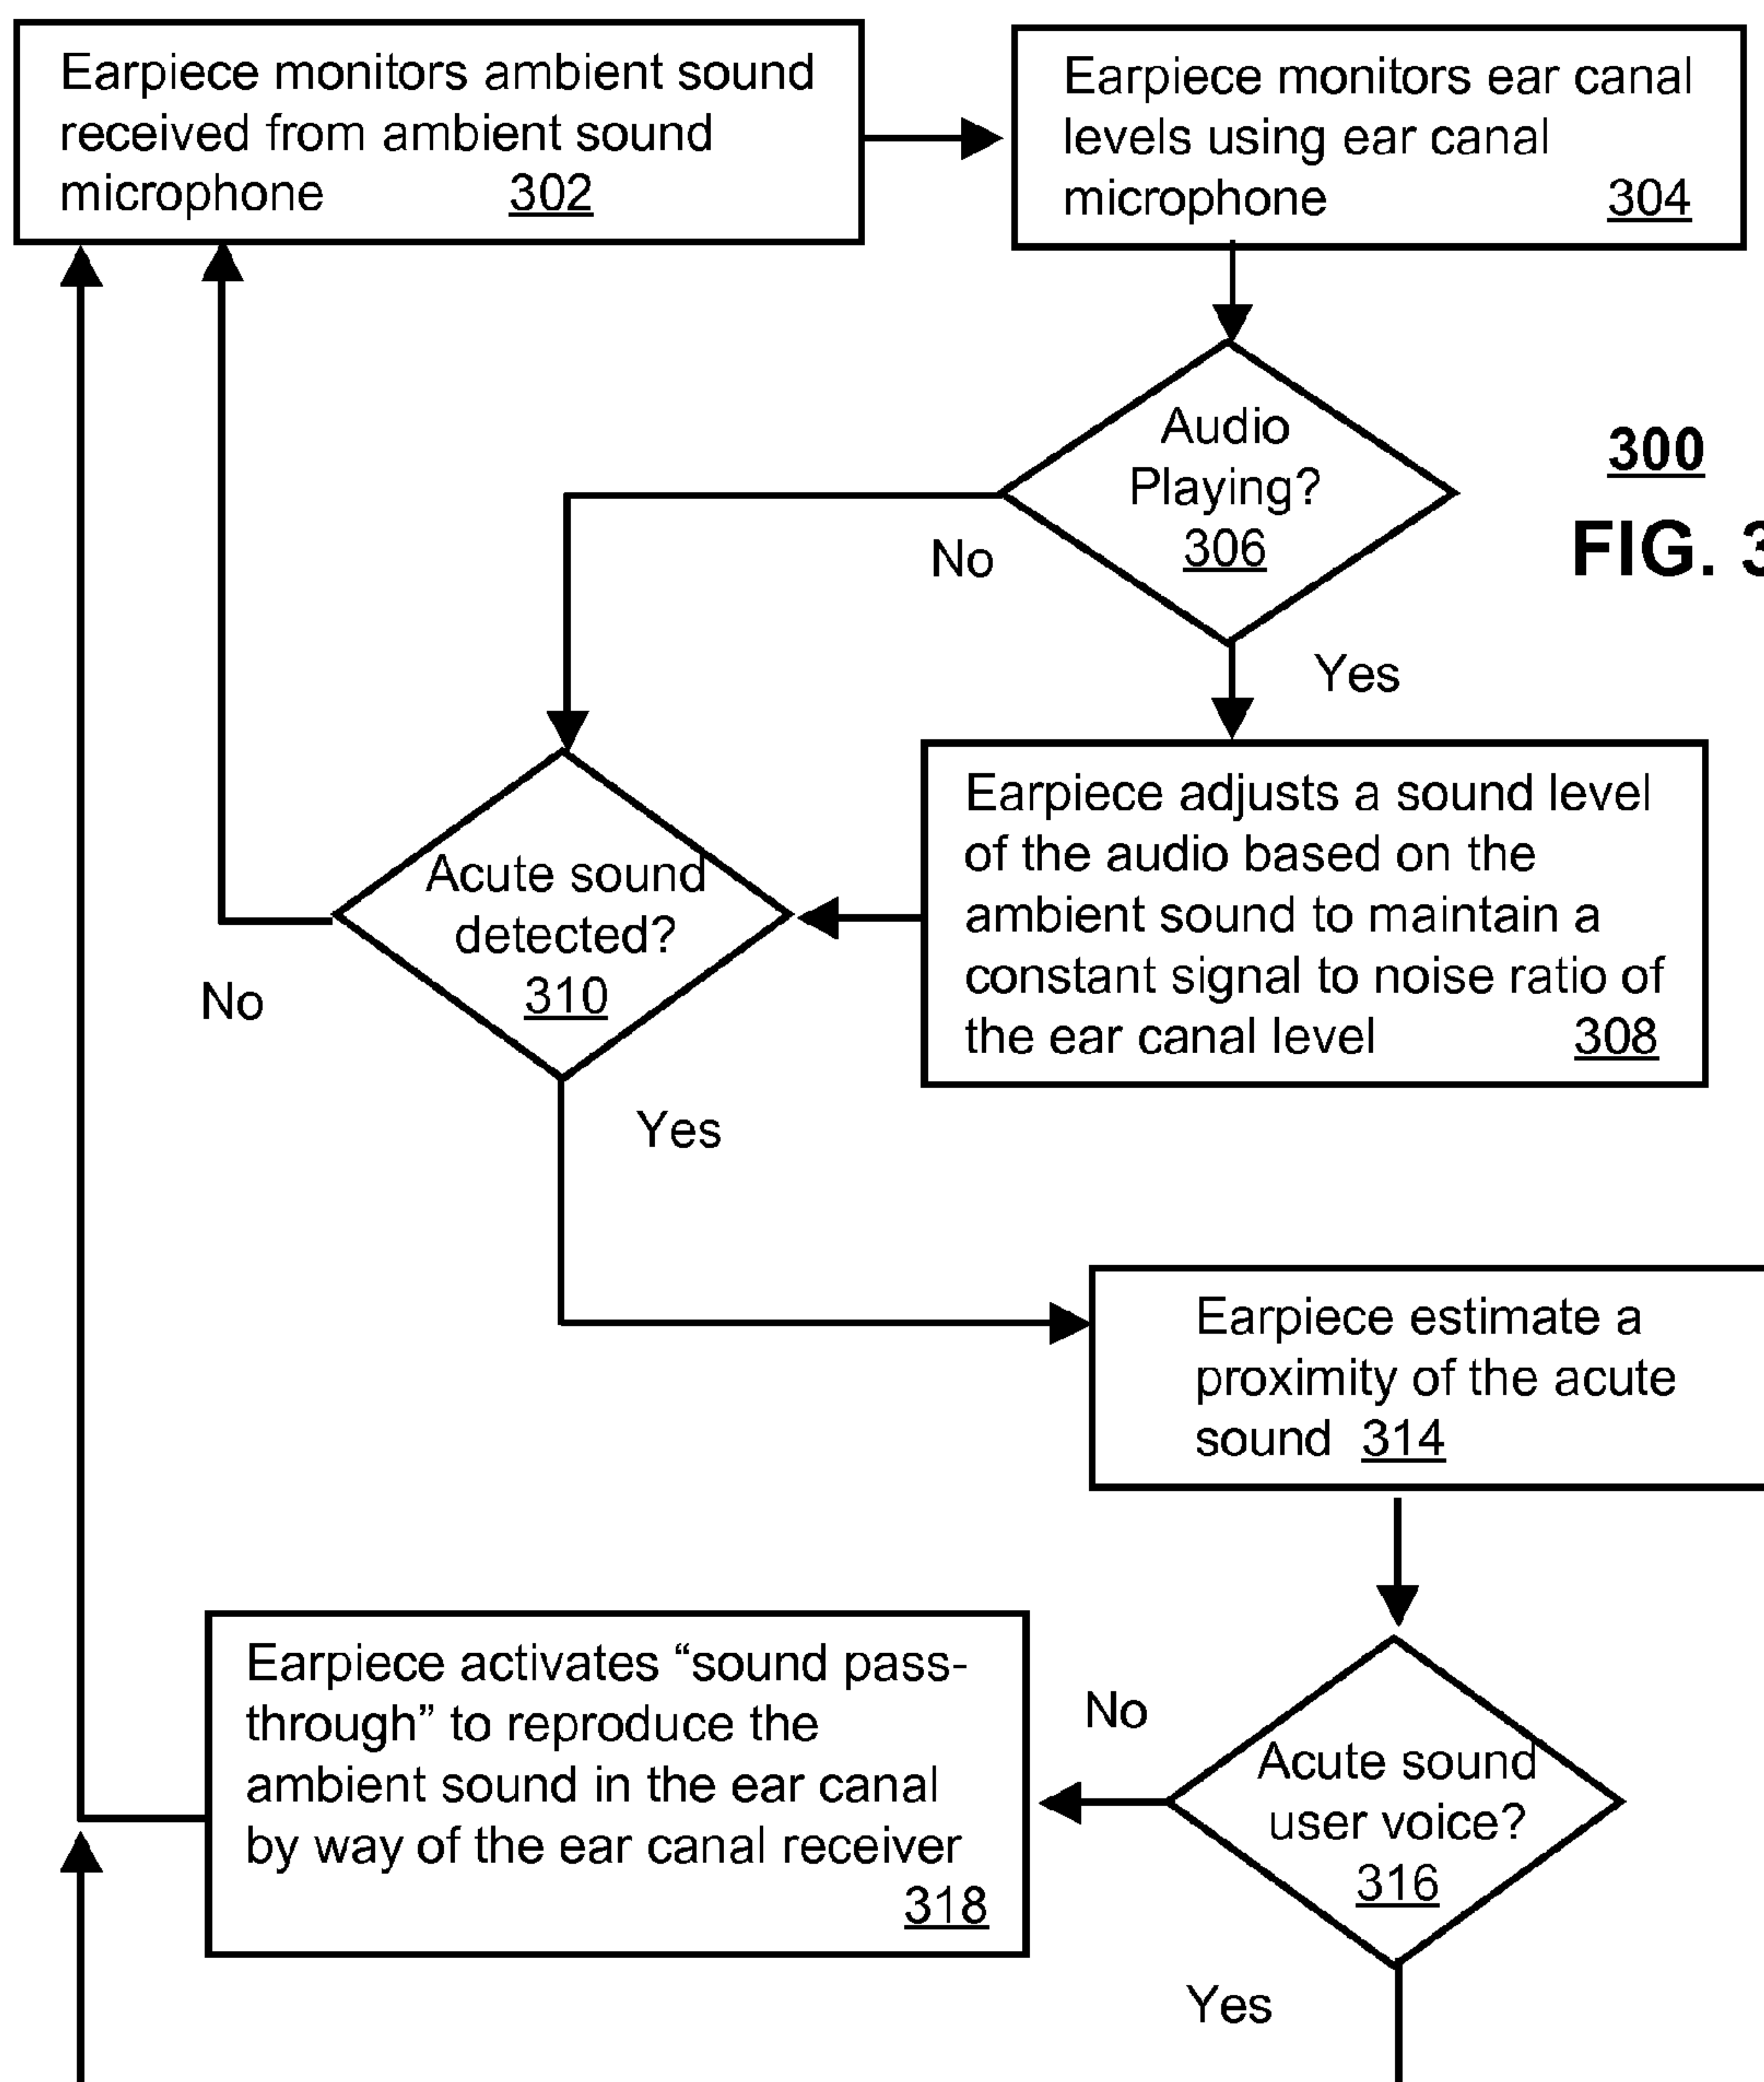 Earpiece monitors ambient sound
received from ambient sound
microphone 302
Earpiece monitors ear canal
levels using ear canal
microphone 304
Audio
Playing?
306
300
FIG. 3
No
Yes
Earpiece adjusts a sound level
of the audio based on the
ambient sound to maintain a
constant signal to noise ratio of
the ear canal level 308
Acute sound
detected?
310
No
Yes
Earpiece estimate a
proximity of the acute
sound 314
Earpiece activates “sound pass-
through” to reproduce the
ambient sound in the ear canal
by way of the ear canal receiver
318
No
Acute sound
user voice?
316
Yes